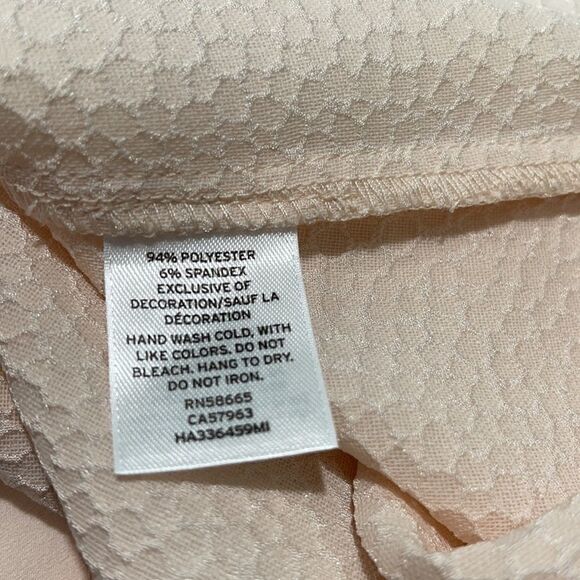 94% POLYESTER
6% SPANDEX
EXCLUSIVE OF
DECORATION/SAUF LA
DÉCORATION
HAND WASH COLD, WITH
LIKE COLORS. DO NOT
BLEACH. HANG TO DRY.
DO NOT IRON.
RN58665
CA57963
HA336459MI